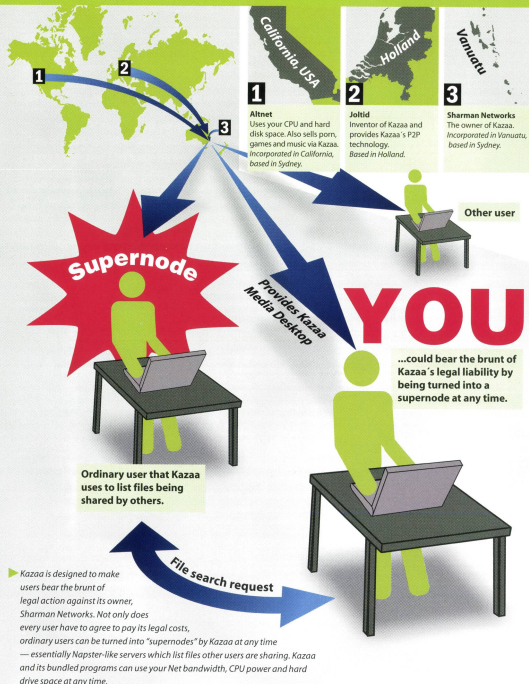 California, USA
Holland
Vanuatu
1
2
3
1
Altnet
Uses your CPU and hard
disk space. Also sells porn,
games and music via Kazaa.
Incorporated in California,
based in Sydney.
2
Joltid
Inventor of Kazaa and
provides Kazaa´s P2P
technology.
Based in Holland.
3
Sharman Networks
The owner of Kazaa.
Incorporated in Vanuatu,
based in Sydney.
Other user
Supernode
Provides Kazaa
Media Desktop
YOU
...could bear the brunt of
Kazaa´s legal liability by
being turned into a
supernode at any time.
Ordinary user that Kazaa
uses to list files being
shared by others.
File search request
Kazaa is designed to make
users bear the brunt of
legal action against its owner,
Sharman Networks. Not only does
every user have to agree to pay its legal costs,
ordinary users can be turned into “supernodes” by Kazaa at any time
— essentially Napster-like servers which list files other users are sharing. Kazaa
and its bundled programs can use your Net bandwidth, CPU power and hard
drive space at any time.